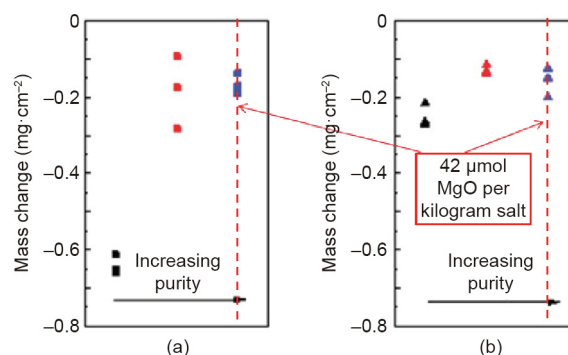 0
−0.2
−0.4
−0.6
−0.8
Mass change (mg·cm−2)
Increasing
purity
(a)
0
−0.2
−0.4
−0.6
−0.8
Mass change (mg·cm−2)
42 μmol
MgO per
kilogram salt
Increasing
purity
(b)